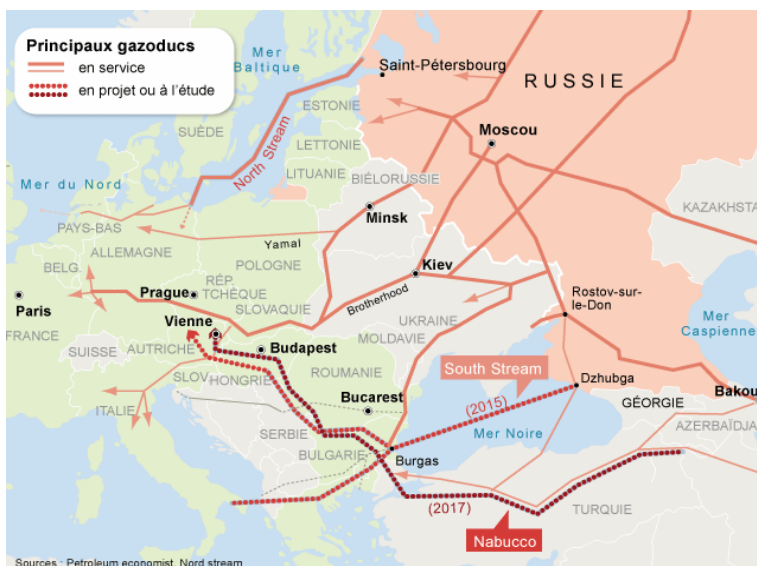 Principaux gazoducs
en service
en projet ou à l'étude
Mer
Baltique
Saint-Pétersbourg
RUSSIE
ESTONIE
SUÈDE
Moscou
LETTONIE
North Stream
LITUANIE
Mer du Nord
BIÉLORUSSIE
KAZAKHSTA
Minsk
PAYS-BAS
Yamal
ALLEMAGNE
POLOGNE
Kiev
BELG.
RÉP.
TCHÈQUE
Prague
Brotherhood
Rostov-sur-
le-Don
Paris
SLOVAQUIE
UKRAINE
Mer
Caspienne
Vienne
MOLDAVIE
FRANCE
AUTRICHE
Budapest
SUISSE
ROUMANIE
South Stream
SLOV
HONGRIE
Dzhubga
Bakou
Bucarest
(2015)
GÉORGIE
ITALIE
AZERBAÏDJA
SERBIE
Mer Noire
BULGARIE
Burgas
(2017)
TURQUIE
Nabucco
Sources : Petroleum economist, Nord stream